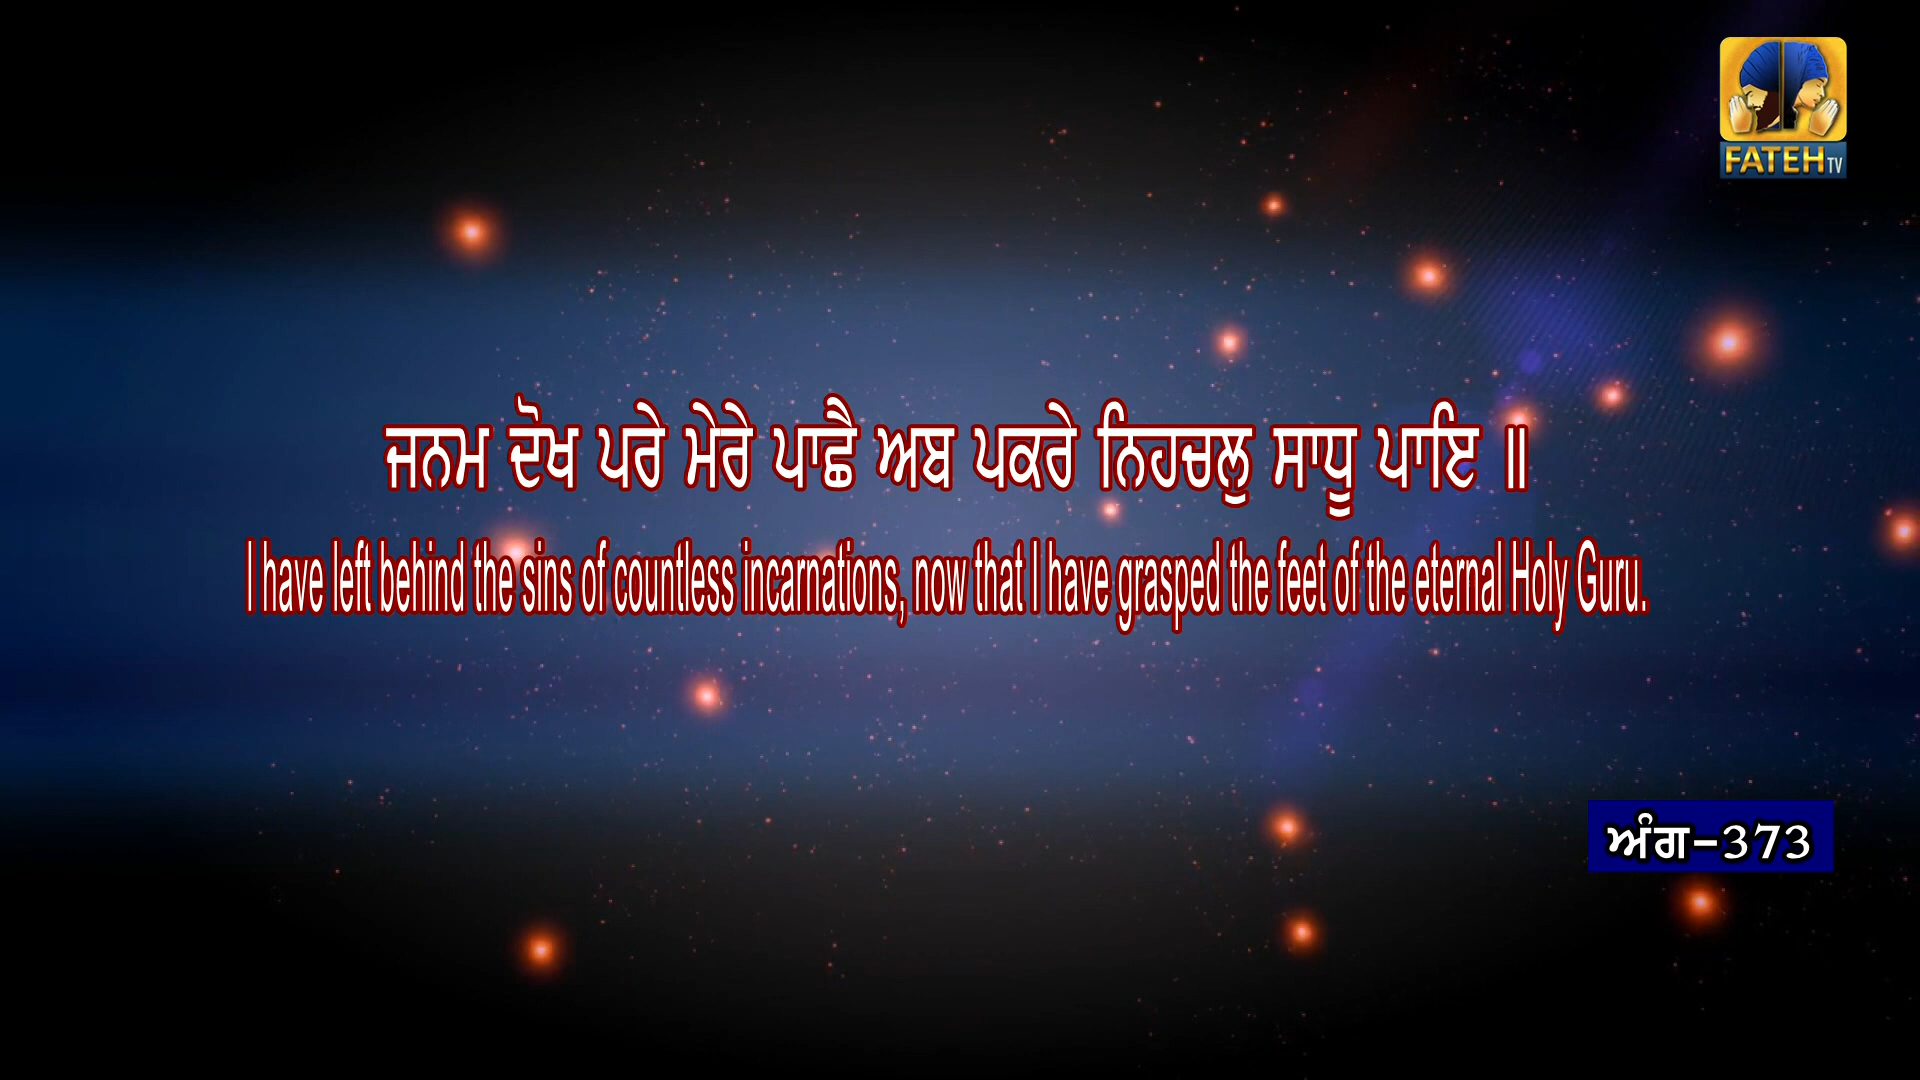 FATEH TV
ਜਨਮ ਦੋਖ ਪਰੇ ਮੇਰੇ ਪਾਛੈ ਅਬ ਪਕਰੇ ਨਿਹਚਲੁ ਸਾਧੂ ਪਾਇ ॥
I have left behind the sins of countless incarnations, now that I have grasped the feet of the eternal Holy Guru.
ਅੰਗ-373